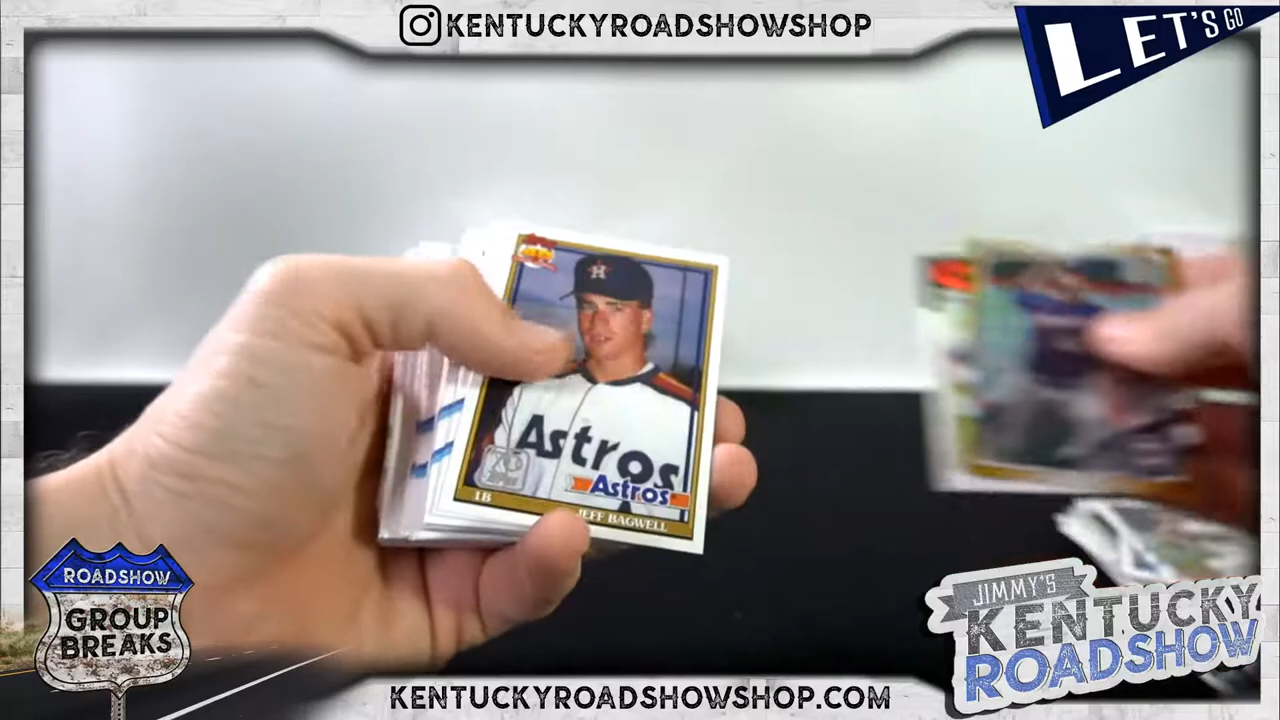 KENTUCKYROADSHOWSHOP
LET'S GO
H
Astros
Astros
1B
JEFF BAGWELL
ROADSHOW
GROUP
BREAKS
JIMMY'S
KENTUCKY
ROADSHOW
KENTUCKYROADSHOWSHOP.COM